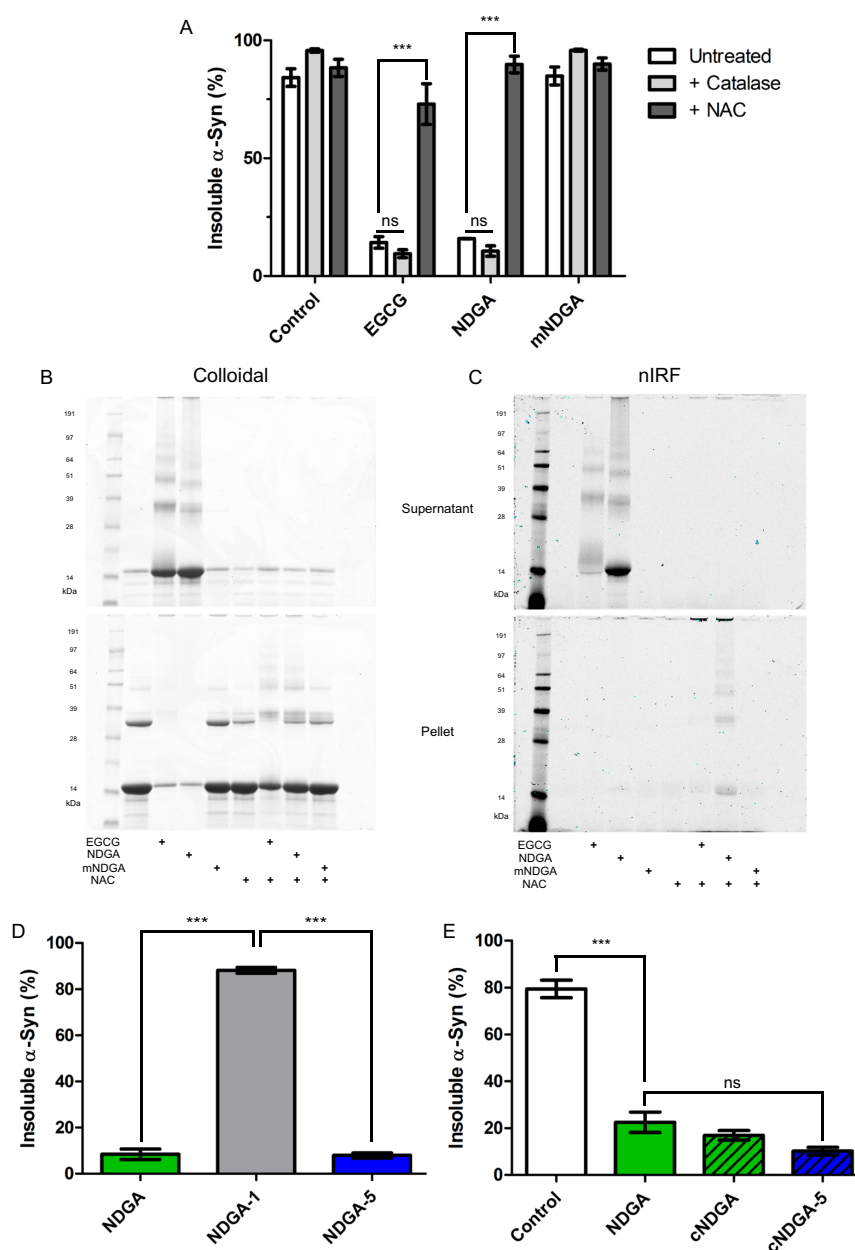 A
Insoluble α-Syn (%)
100
50
0
***
***
ns
ns
Untreated
+ Catalase
+ NAC
Control
EGCG
NDGA
mNDGA
B
Colloidal
C
nIRF
191
97
64
51
39
28
14
kDa
191
97
64
51
39
28
14
kDa
Supernatant
191
97
64
51
39
28
14
kDa
191
97
64
51
39
28
14
kDa
Pellet
EGCG + +
NDGA + +
mNDGA + +
NAC + + + +
EGCG + +
NDGA + +
mNDGA + +
NAC + + + +
D
Insoluble α-Syn (%)
100
80
60
40
20
0
***
***
NDGA
NDGA-1
NDGA-5
E
Insoluble α-Syn (%)
100
80
60
40
20
0
***
ns
Control
NDGA
cNDGA
cNDGA-5